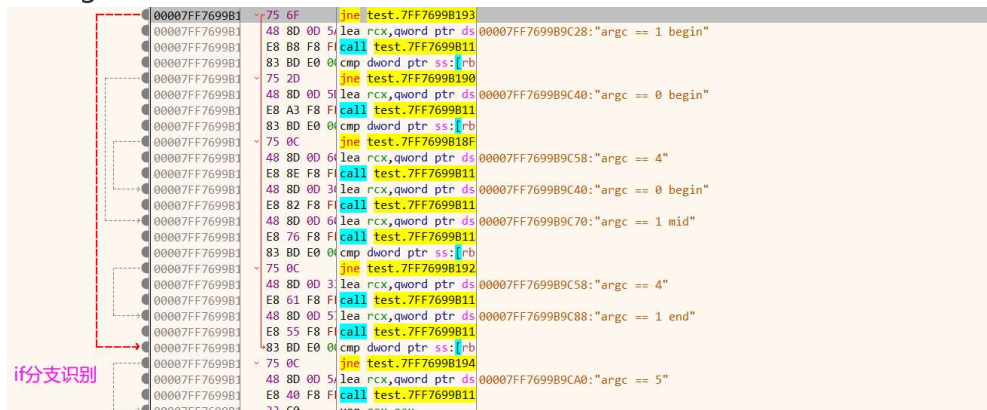 00007FF7699B1 75 6F jne test.7FF7699B193
00007FF7699B1 48 8D 0D 5 lea rcx,qword ptr ds 00007FF7699B9C28:"argc == 1 begin"
00007FF7699B1 E8 B8 F8 F call test.7FF7699B11
00007FF7699B1 83 BD E0 0 cmp dword ptr ss:[rb
00007FF7699B1 75 2D jne test.7FF7699B190
00007FF7699B1 48 8D 0D 5 lea rcx,qword ptr ds 00007FF7699B9C40:"argc == 0 begin"
00007FF7699B1 E8 A3 F8 F call test.7FF7699B11
00007FF7699B1 83 BD E0 0 cmp dword ptr ss:[rb
00007FF7699B1 75 0C jne test.7FF7699B18F
00007FF7699B1 48 8D 0D 6 lea rcx,qword ptr ds 00007FF7699B9C58:"argc == 4"
00007FF7699B1 E8 8E F8 F call test.7FF7699B11
00007FF7699B1 48 8D 0D 3 lea rcx,qword ptr ds 00007FF7699B9C40:"argc == 0 begin"
00007FF7699B1 E8 82 F8 F call test.7FF7699B11
00007FF7699B1 48 8D 0D 6 lea rcx,qword ptr ds 00007FF7699B9C70:"argc == 1 mid"
00007FF7699B1 E8 76 F8 F call test.7FF7699B11
00007FF7699B1 83 BD E0 0 cmp dword ptr ss:[rb
00007FF7699B1 75 0C jne test.7FF7699B192
00007FF7699B1 48 8D 0D 3 lea rcx,qword ptr ds 00007FF7699B9C58:"argc == 4"
00007FF7699B1 E8 61 F8 F call test.7FF7699B11
00007FF7699B1 48 8D 0D 5 lea rcx,qword ptr ds 00007FF7699B9C88:"argc == 1 end"
00007FF7699B1 E8 55 F8 F call test.7FF7699B11
00007FF7699B1 83 BD E0 0 cmp dword ptr ss:[rb
00007FF7699B1 75 0C jne test.7FF7699B194
if分支识别
00007FF7699B1 48 8D 0D 5 lea rcx,qword ptr ds 00007FF7699B9CA0:"argc == 5"
00007FF7699B1 E8 40 F8 F call test.7FF7699B11